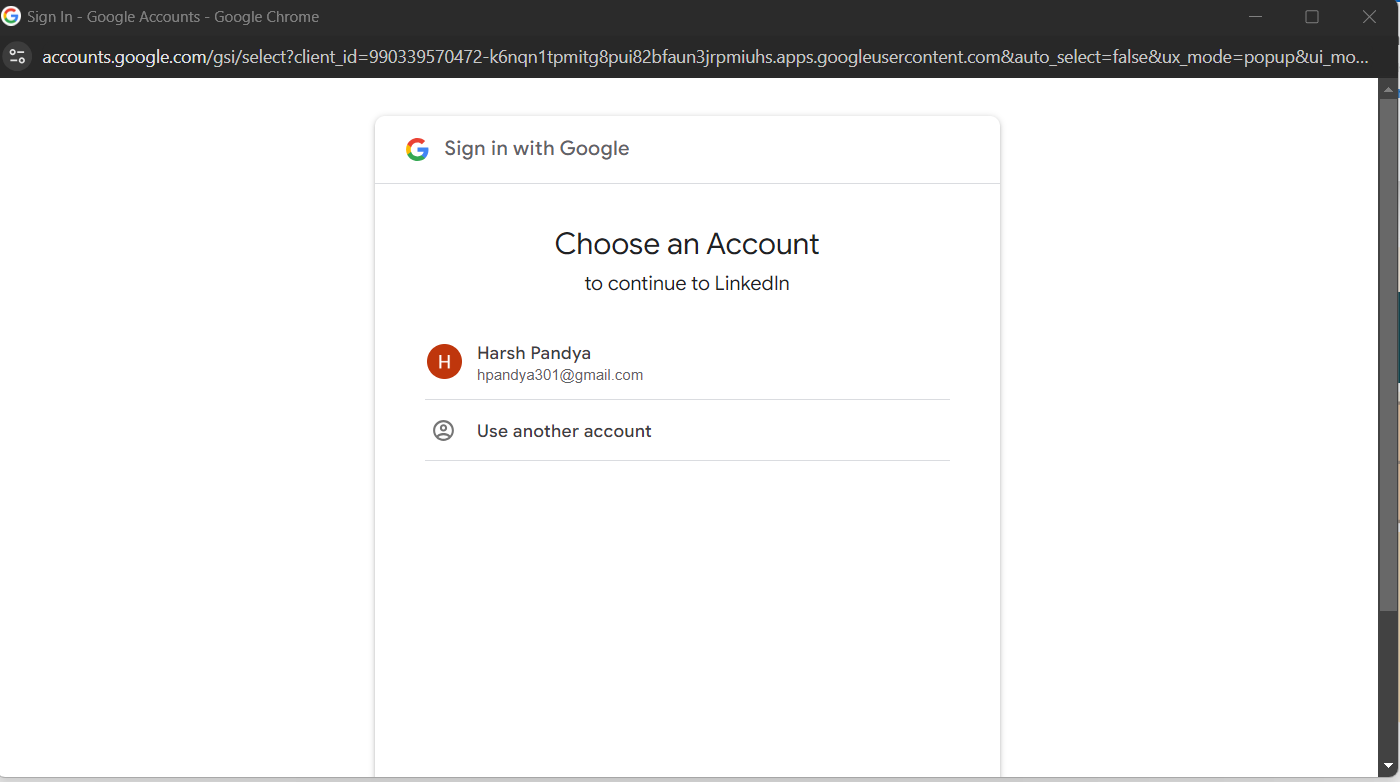 Sign In - Google Accounts - Google Chrome
accounts.google.com/gsi/select?client_id=990339570472-k6nqn1tpmitg8pui82bfaun3jrpmiuhs.apps.googleusercontent.com&auto_select=false&ux_mode=popup&ui_mo...
Sign in with Google
Choose an Account
to continue to LinkedIn
H
Harsh Pandya
hpandya301@gmail.com
Use another account